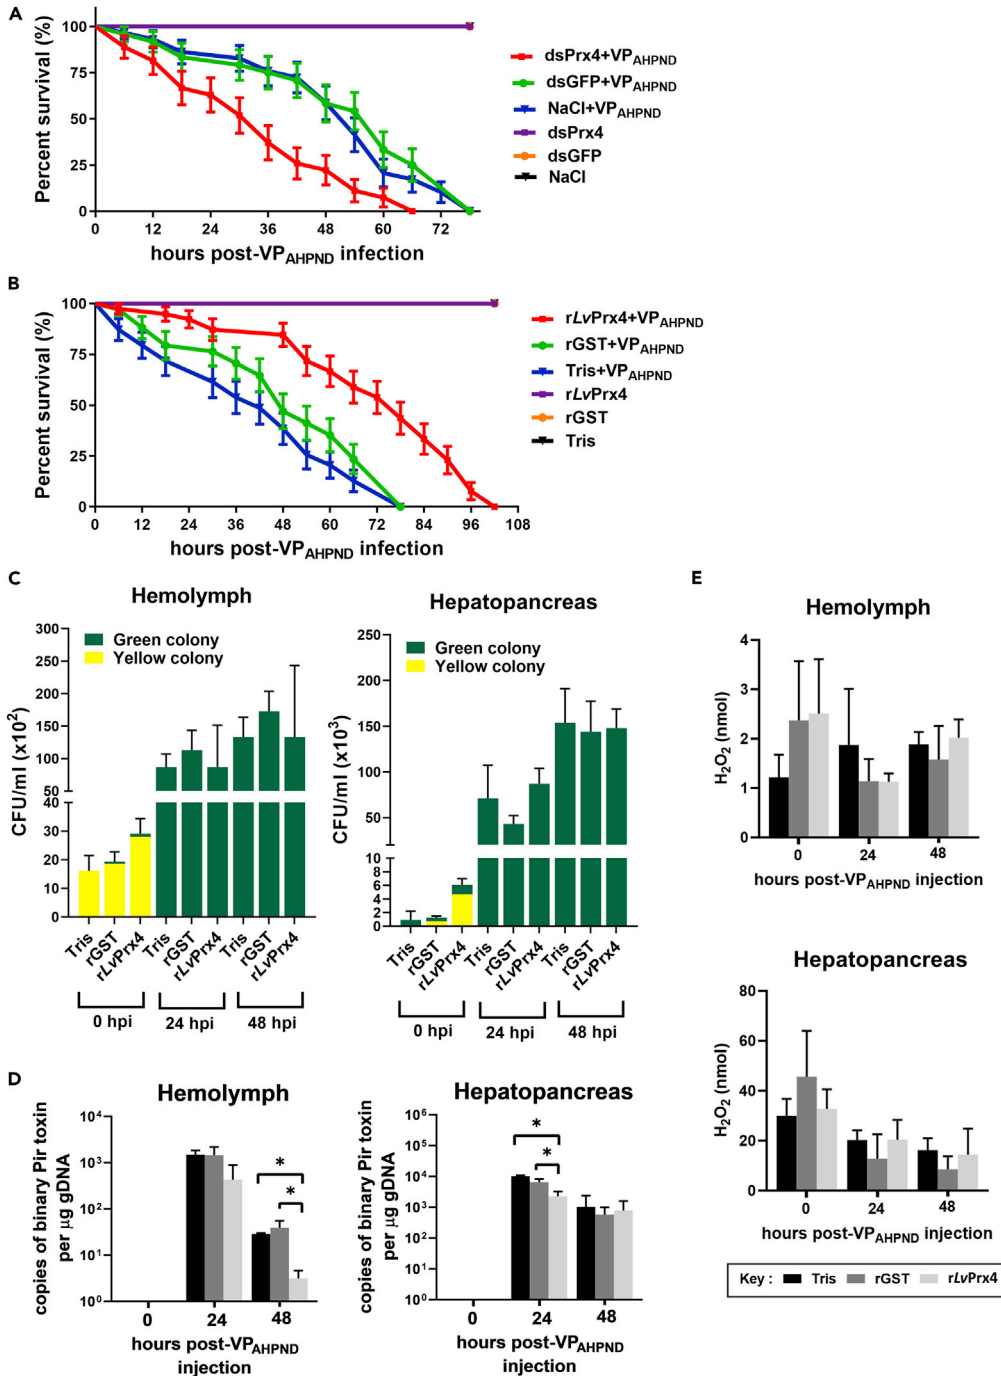 A
Percent survival (%)
100
75
50
25
0
0 12 24 36 48 60 72
hours post-VPAHPND infection
dsPrx4+VPAHPND
dsGFP+VPAHPND
NaCl+VPAHPND
dsPrx4
dsGFP
NaCl
B
Percent survival (%)
100
75
50
25
0
0 12 24 36 48 60 72 84 96 108
hours post-VPAHPND infection
rLvPrx4+VPAHPND
rGST+VPAHPND
Tris+VPAHPND
rLvPrx4
rGST
Tris
C
Hemolymph
Green colony
Yellow colony
CFU/ml (x10²)
300
250
200
150
100
50
40
30
20
10
0
Tris rGST rLvPrx4 Tris rGST rLvPrx4 Tris rGST rLvPrx4
0 hpi 24 hpi 48 hpi
Hepatopancreas
Green colony
Yellow colony
CFU/ml (x10³)
250
200
150
100
50
10
8
6
4
2
0
Tris rGST rLvPrx4 Tris rGST rLvPrx4 Tris rGST rLvPrx4
0 hpi 24 hpi 48 hpi
D
Hemolymph
copies of binary Pir toxin
per µg gDNA
10⁴
10³
10²
10¹
10⁰
*
*
0 24 48
hours post-VPAHPND
injection
Hepatopancreas
copies of binary Pir toxin
per µg gDNA
10⁶
10⁵
10⁴
10³
10²
10¹
10⁰
*
*
0 24 48
hours post-VPAHPND
injection
E
Hemolymph
H₂O₂ (nmol)
4
3
2
1
0
0 24 48
hours post-VPAHPND injection
Hepatopancreas
H₂O₂ (nmol)
80
60
40
20
0
0 24 48
hours post-VPAHPND injection
Key : Tris rGST rLvPrx4